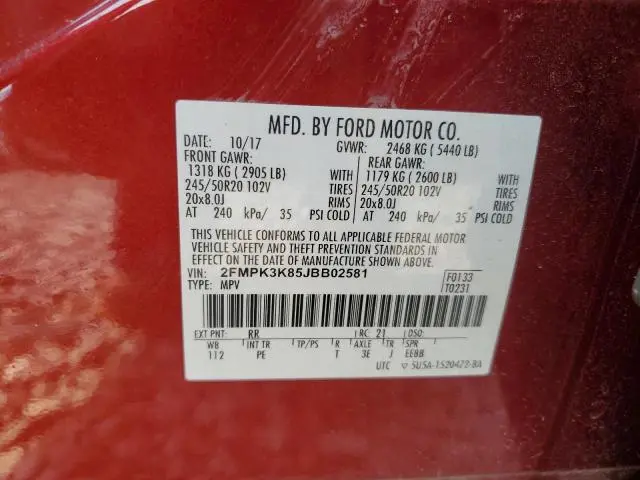 MFD. BY FORD MOTOR CO.
DATE: 10/17 GVWR: 2468 KG ( 5440 LB)
FRONT GAWR: REAR GAWR:
1318 KG ( 2905 LB) WITH 1179 KG ( 2600 LB) WITH
245/50R20 102V TIRES 245/50R20 102V TIRES
20x8.0J RIMS 20x8.0J RIMS
AT 240 kPa/ 35 PSI COLD AT 240 kPa/ 35 PSI COLD
THIS VEHICLE CONFORMS TO ALL APPLICABLE FEDERAL MOTOR
VEHICLE SAFETY AND THEFT PREVENTION STANDARDS IN
EFFECT ON THE DATE OF MANUFACTURE SHOWN ABOVE.
VIN: 2FMPK3K85JBB02581 F0133
TYPE: MPV T0231
EXT PNT: RR RC: 21 DSO:
WB INT TR TP/PS R AXLE TR SPR
112 PE T 3E J EE8B
UTC ▽ 5U5A-1520472-BA